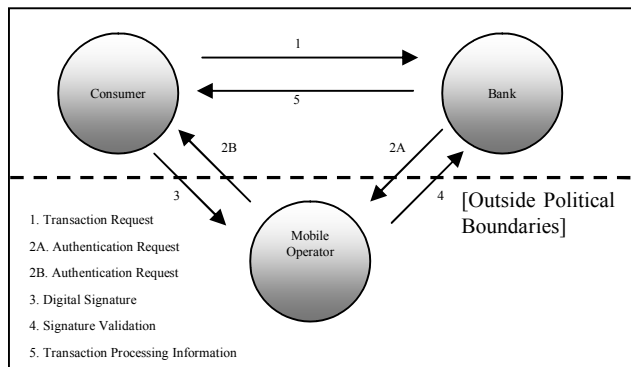 1
Consumer
Bank
5
2B
2A
3
4
[Outside Political
Boundaries]
Mobile
Operator
1. Transaction Request
2A. Authentication Request
2B. Authentication Request
3. Digital Signature
4. Signature Validation
5. Transaction Processing Information